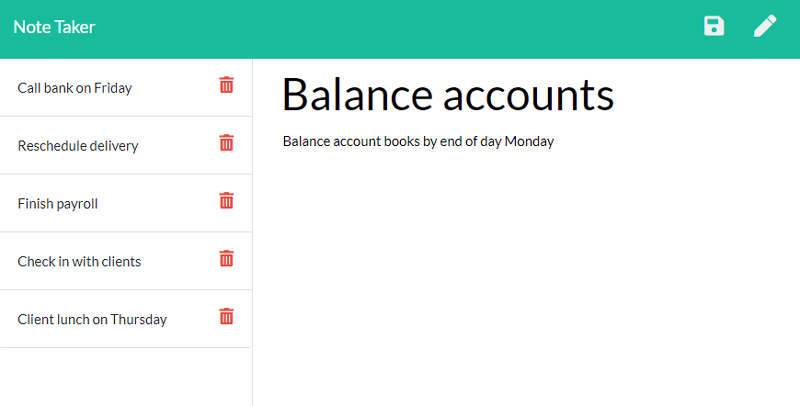 Note Taker
Call bank on Friday
Reschedule delivery
Finish payroll
Check in with clients
Client lunch on Thursday
Balance accounts
Balance account books by end of day Monday